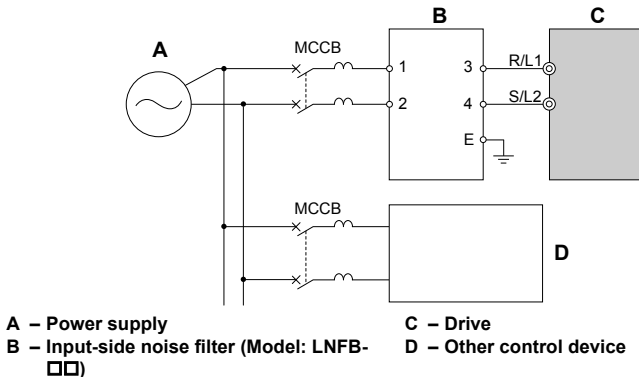 B
C
A
MCCB
1
3
R/L1
2
4
S/L2
E
MCCB
D
A – Power supply
B – Input-side noise filter (Model: LNFB-
□□)
C – Drive
D – Other control device